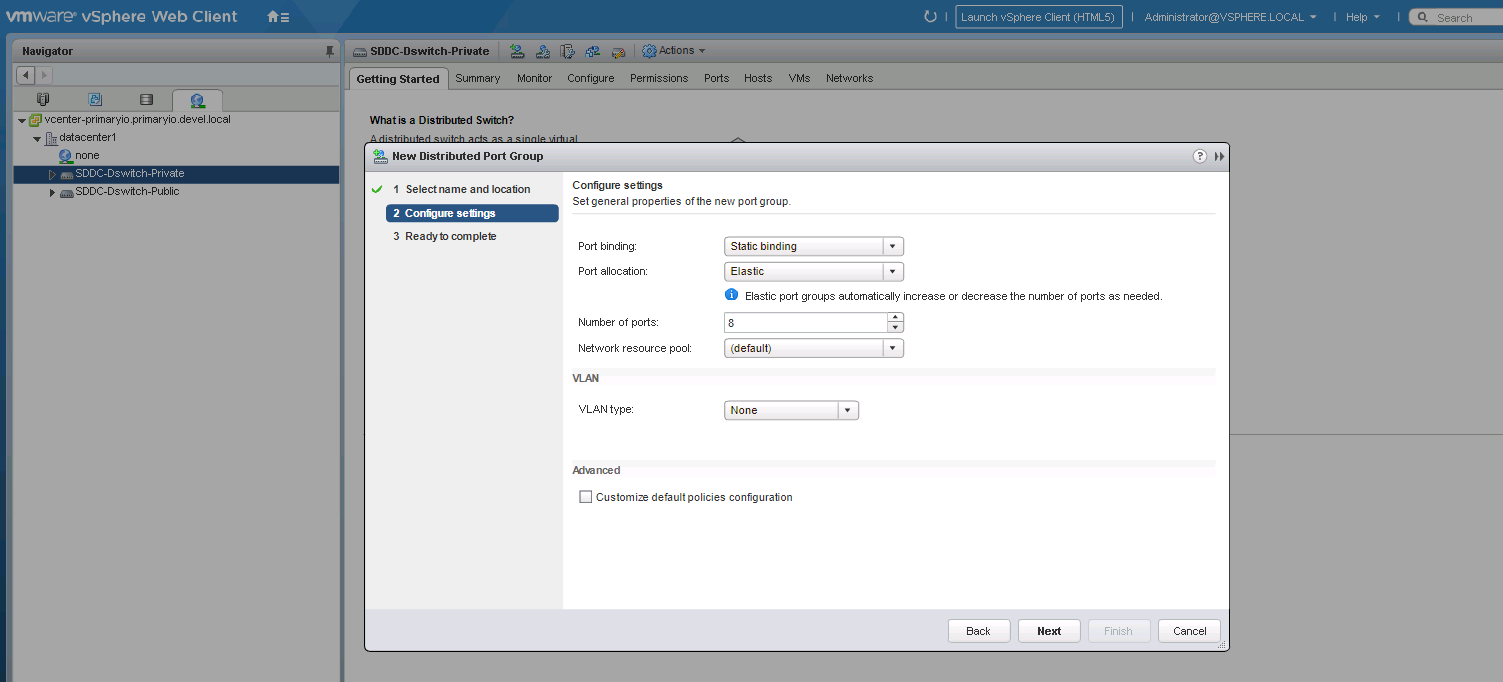 vmware® vSphere Web Client
Launch vSphere Client (HTML5)
Administrator@VSPHERE.LOCAL
Help
Search
Navigator
SDDC-Dswitch-Private
Actions
Getting Started
Summary
Monitor
Configure
Permissions
Ports
Hosts
VMs
Networks
vcenter-primaryio.primaryio.devel.local
datacenter1
none
SDDC-Dswitch-Private
SDDC-Dswitch-Public
What is a Distributed Switch?
A distributed switch acts as a single virtual
New Distributed Port Group
?
1 Select name and location
2 Configure settings
3 Ready to complete
Configure settings
Set general properties of the new port group.
Port binding: Static binding
Port allocation: Elastic
Elastic port groups automatically increase or decrease the number of ports as needed.
Number of ports: 8
Network resource pool: (default)
VLAN
VLAN type: None
Advanced
Customize default policies configuration
Back
Next
Finish
Cancel